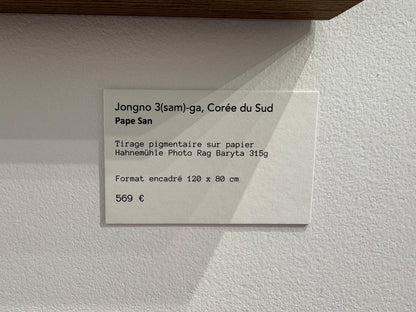 Jongno 3(sam)-ga, Corée du Sud
Pape San
Tirage pigmentaire sur papier
Hahnemühle Photo Rag Baryta 315g
Format encadré 120 x 80 cm
569 €